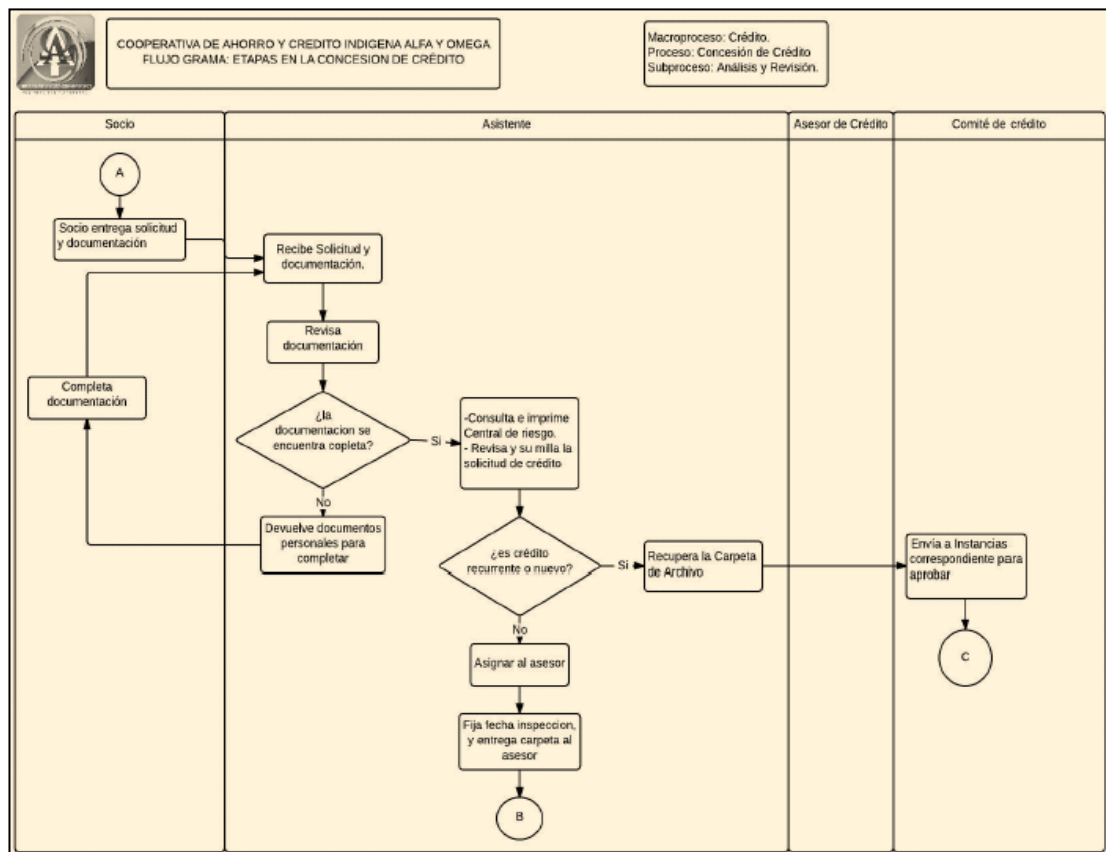 COOPERATIVA DE AHORRO Y CREDITO INDIGENA ALFA Y OMEGA
FLUJO GRAMA: ETAPAS EN LA CONCESION DE CRÉDITO
Macroproceso: Crédito.
Proceso: Concesión de Crédito
Subproceso: Análisis y Revisión.
Socio
Asistente
Asesor de Crédito
Comité de crédito
A
Socio entrega solicitud
y documentación
Recibe Solicitud y
documentación.
Revisa
documentación
Completa
documentación
¿la
documentacion se
encuentra copleta?
Si
-Consulta e imprime
Central de riesgo.
- Revisa y su milla la
solicitud de crédito
No
Devuelve documentos
personales para
completar
¿es crédito
recurrente o nuevo?
Si
Recupera la Carpeta
de Archivo
Envía a Instancias
correspondiente para
aprobar
No
C
Asignar al asesor
Fija fecha inspeccion,
y entrega carpeta al
asesor
B